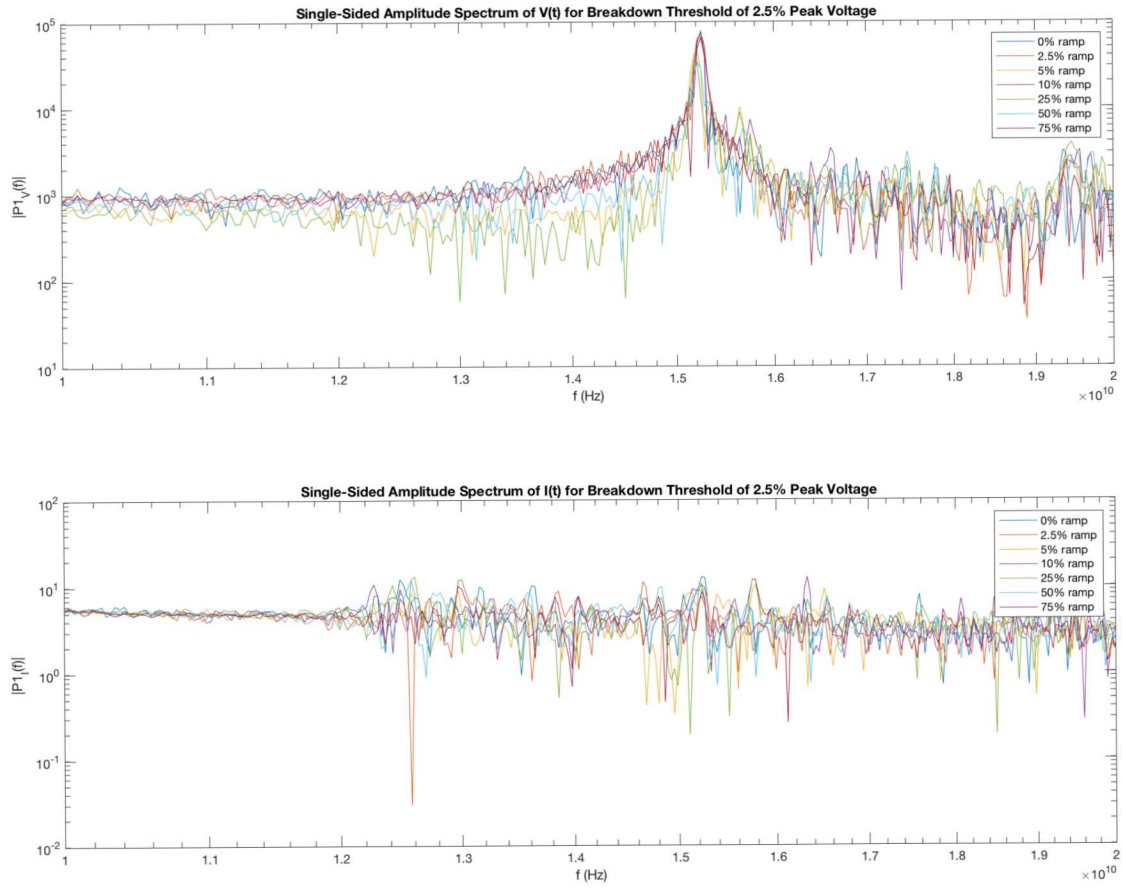 Single-Sided Amplitude Spectrum of V(t) for Breakdown Threshold of 2.5% Peak Voltage
10^5
10^4
10^3
10^2
10^1
|P1_V(f)|
0% ramp
2.5% ramp
5% ramp
10% ramp
25% ramp
50% ramp
75% ramp
1 1.1 1.2 1.3 1.4 1.5 1.6 1.7 1.8 1.9 2
f (Hz)
×10^10
Single-Sided Amplitude Spectrum of I(t) for Breakdown Threshold of 2.5% Peak Voltage
10^2
10^1
10^0
10^-1
10^-2
|P1_I(f)|
0% ramp
2.5% ramp
5% ramp
10% ramp
25% ramp
50% ramp
75% ramp
1 1.1 1.2 1.3 1.4 1.5 1.6 1.7 1.8 1.9 2
f (Hz)
×10^10